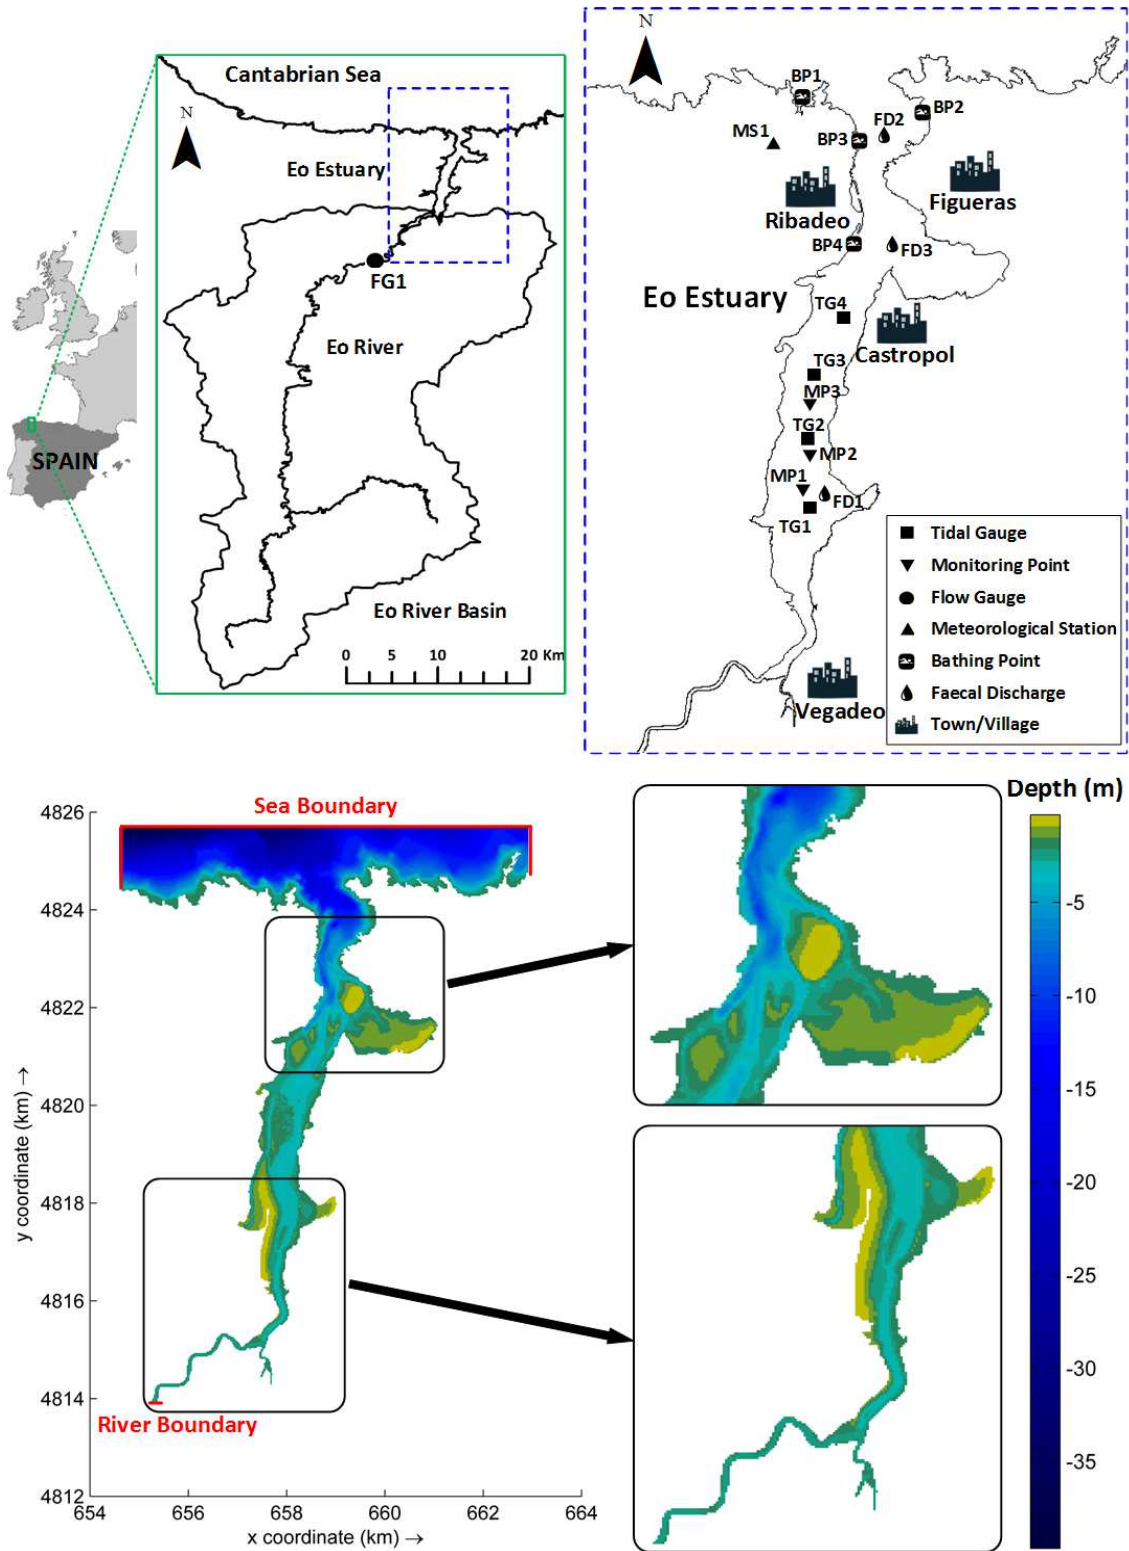 Cantabrian Sea
N
Eo Estuary
FG1
Eo River
Eo River Basin
0 5 10 20 Km
SPAIN
N
BP1
BP2
FD2
MS1
BP3
Ribadeo
Figueras
BP4
FD3
Eo Estuary
TG4
Castropol
TG3
MP3
TG2
MP2
MP1
FD1
TG1
Vegadeo
Tidal Gauge
Monitoring Point
Flow Gauge
Meteorological Station
Bathing Point
Faecal Discharge
Town/Village
Sea Boundary
River Boundary
4826
4824
4822
4820
4818
4816
4814
4812
y coordinate (km) →
654 656 658 660 662 664
x coordinate (km) →
Depth (m)
-5
-10
-15
-20
-25
-30
-35